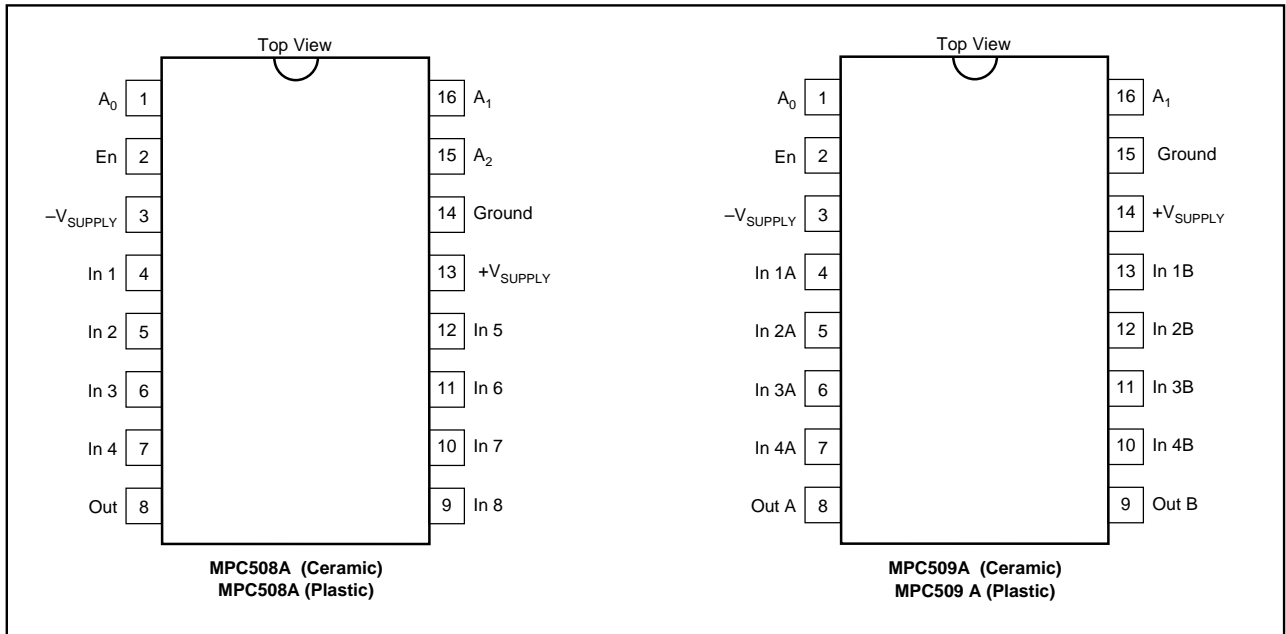 Top View
A0 1 16 A1
En 2 15 A2
–VSUPPLY 3 14 Ground
In 1 4 13 +VSUPPLY
In 2 5 12 In 5
In 3 6 11 In 6
In 4 7 10 In 7
Out 8 9 In 8
MPC508A (Ceramic)
MPC508A (Plastic)
Top View
A0 1 16 A1
En 2 15 Ground
–VSUPPLY 3 14 +VSUPPLY
In 1A 4 13 In 1B
In 2A 5 12 In 2B
In 3A 6 11 In 3B
In 4A 7 10 In 4B
Out A 8 9 Out B
MPC509A (Ceramic)
MPC509 A (Plastic)